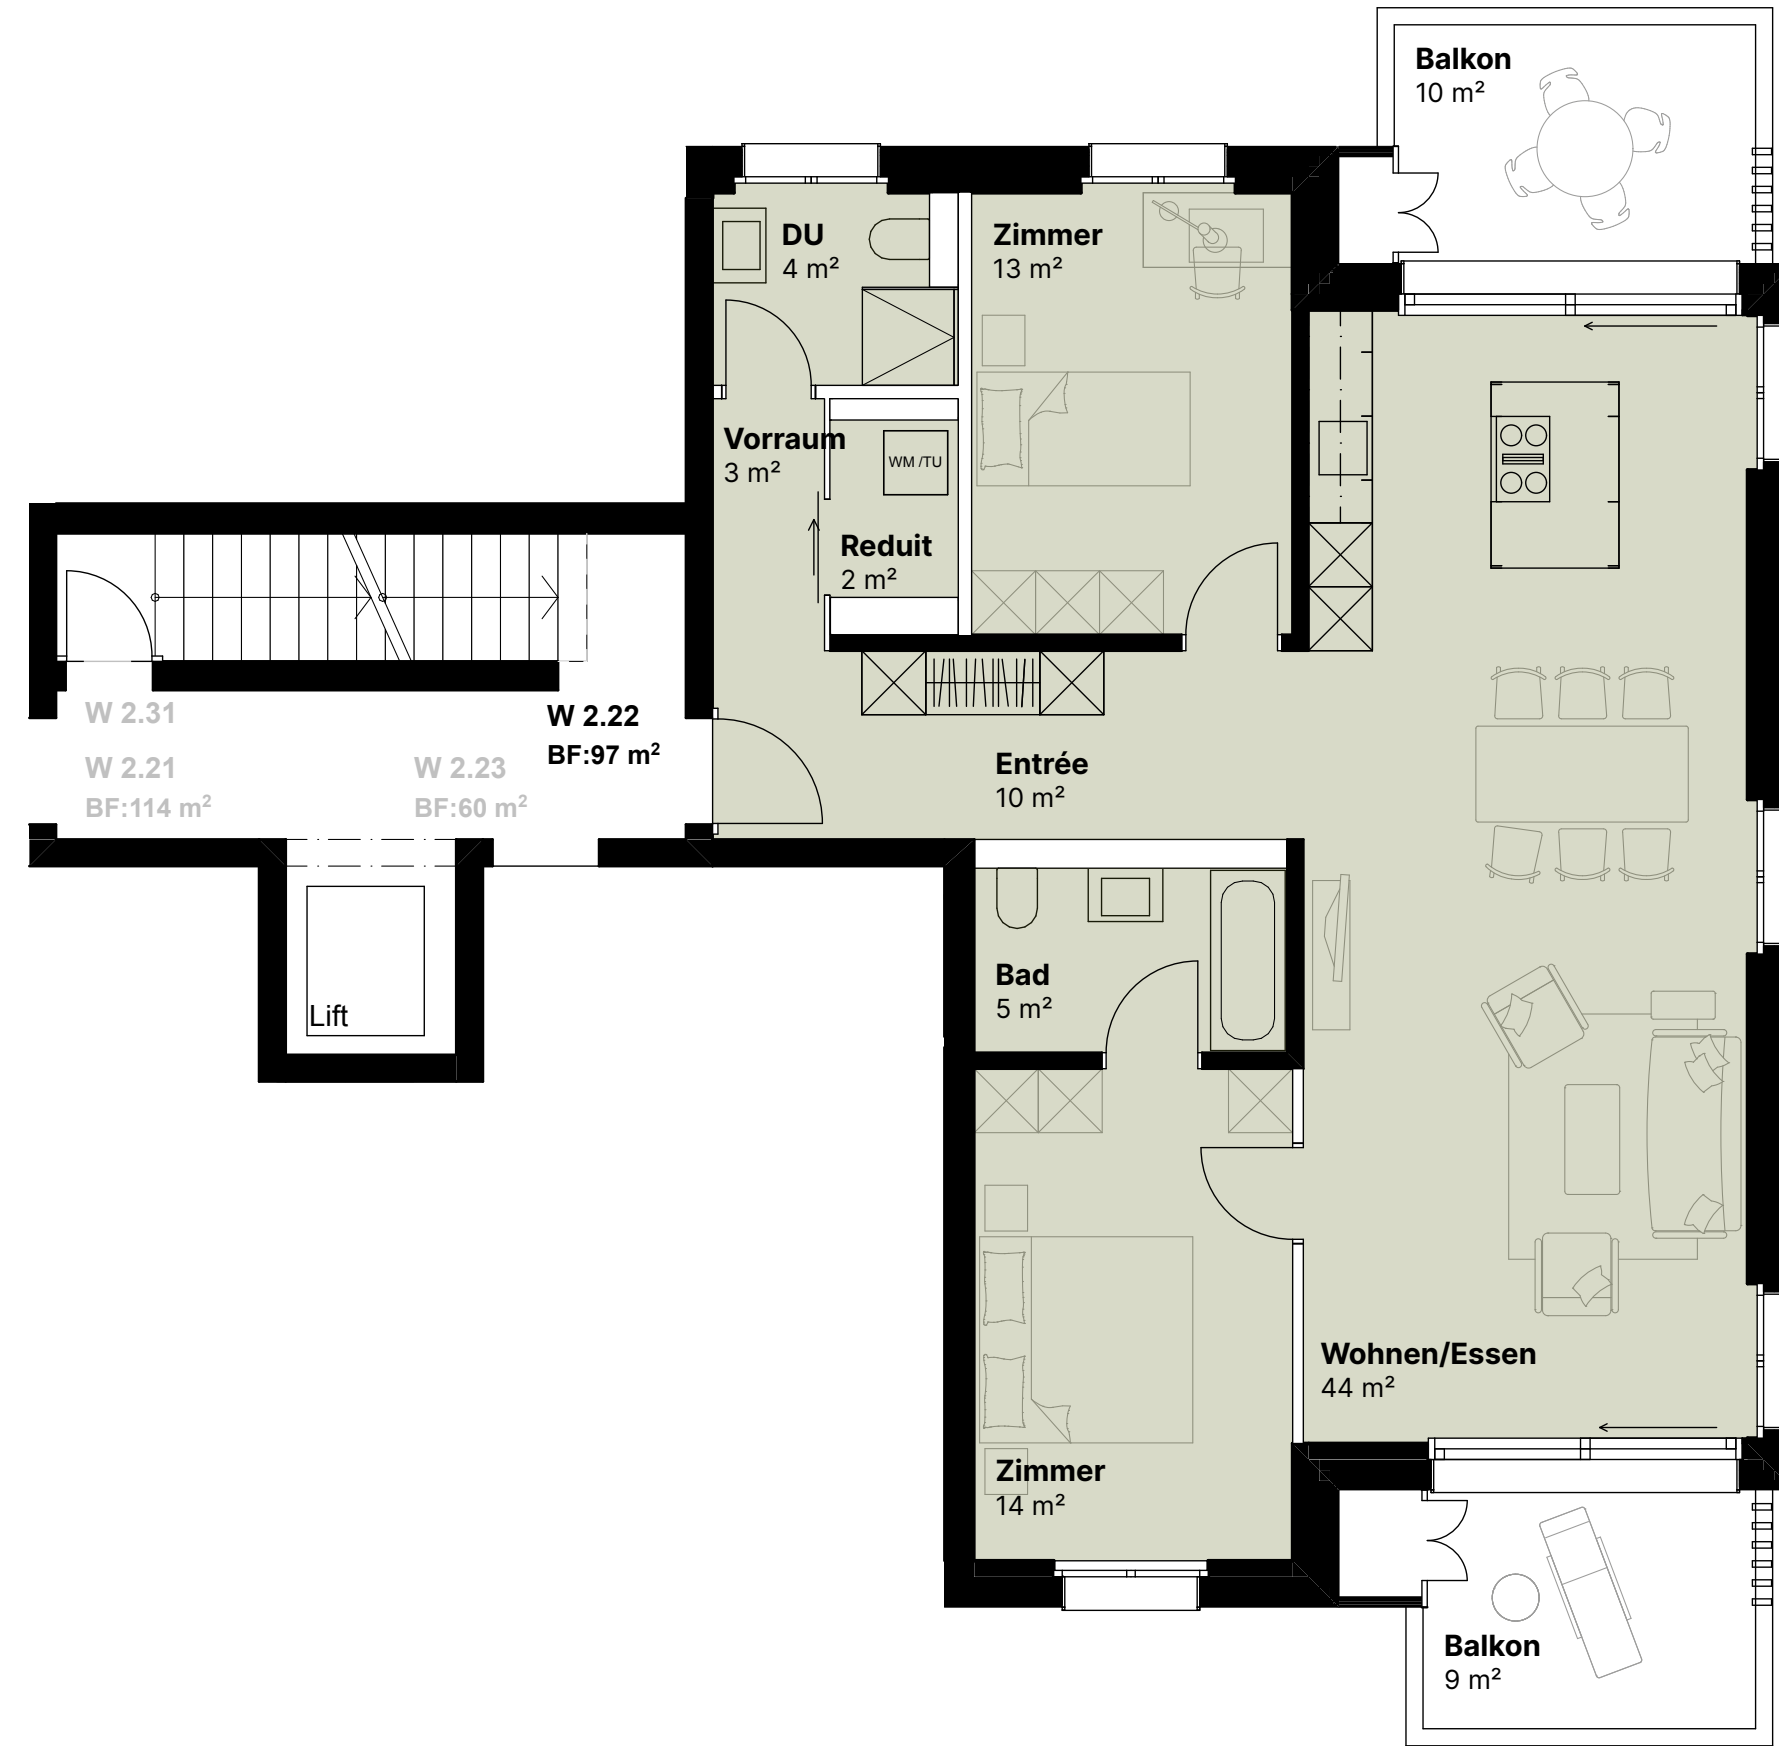 Balkon
10 m²
DU
4 m²
Zimmer
13 m²
Vorraum
3 m²
WM /TU
Reduit
2 m²
W 2.31
W 2.22
BF:97 m²
W 2.21
BF:114 m²
W 2.23
BF:60 m²
Entrée
10 m²
Bad
5 m²
Lift
Wohnen/Essen
44 m²
Zimmer
14 m²
Balkon
9 m²